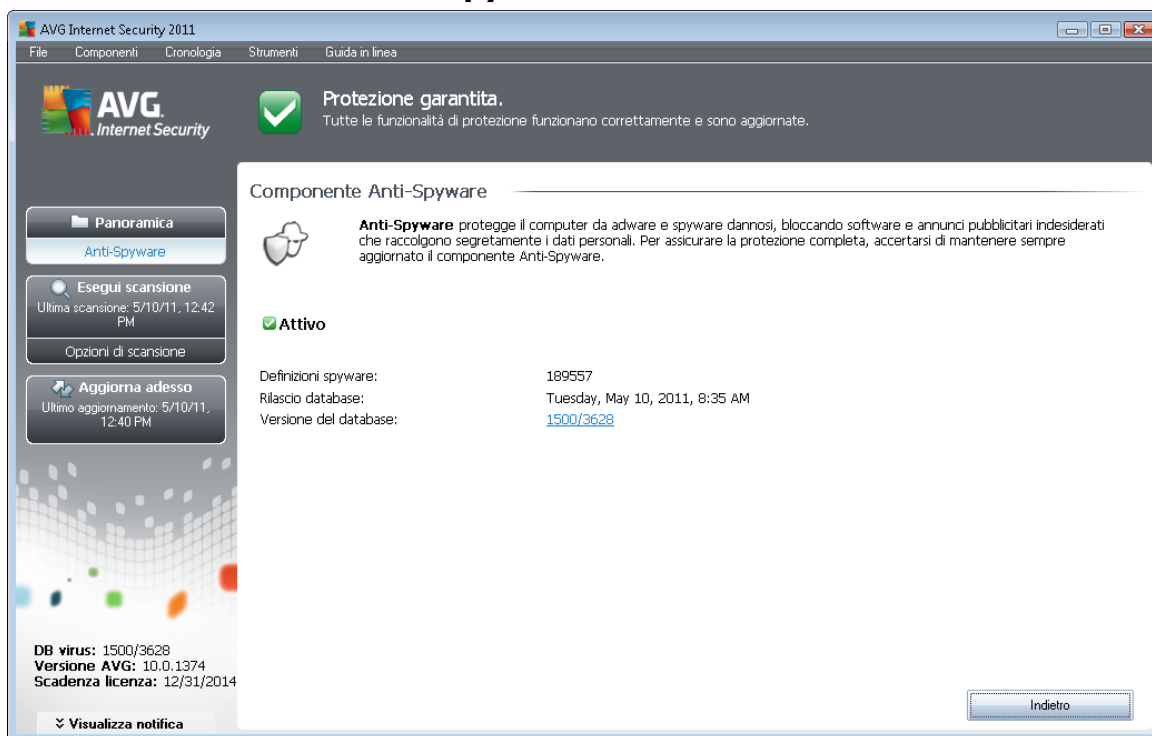 AVG Internet Security 2011
File Componenti Cronologia Strumenti Guida in linea
AVG.
Internet Security
Protezione garantita.
Tutte le funzionalità di protezione funzionano correttamente e sono aggiornate.
Panoramica
Anti-Spyware
Esegui scansione
Ultima scansione: 5/10/11, 12:42
PM
Opzioni di scansione
Aggiorna adesso
Ultimo aggiornamento: 5/10/11,
12:40 PM
DB virus: 1500/3628
Versione AVG: 10.0.1374
Scadenza licenza: 12/31/2014
Visualizza notifica
Componente Anti-Spyware
Anti-Spyware protegge il computer da adware e spyware dannosi, bloccando software e annunci pubblicitari indesiderati
che raccolgono segretamente i dati personali. Per assicurare la protezione completa, accertarsi di mantenere sempre
aggiornato il componente Anti-Spyware.
Attivo
Definizioni spyware: 189557
Rilascio database: Tuesday, May 10, 2011, 8:35 AM
Versione del database: 1500/3628
Indietro